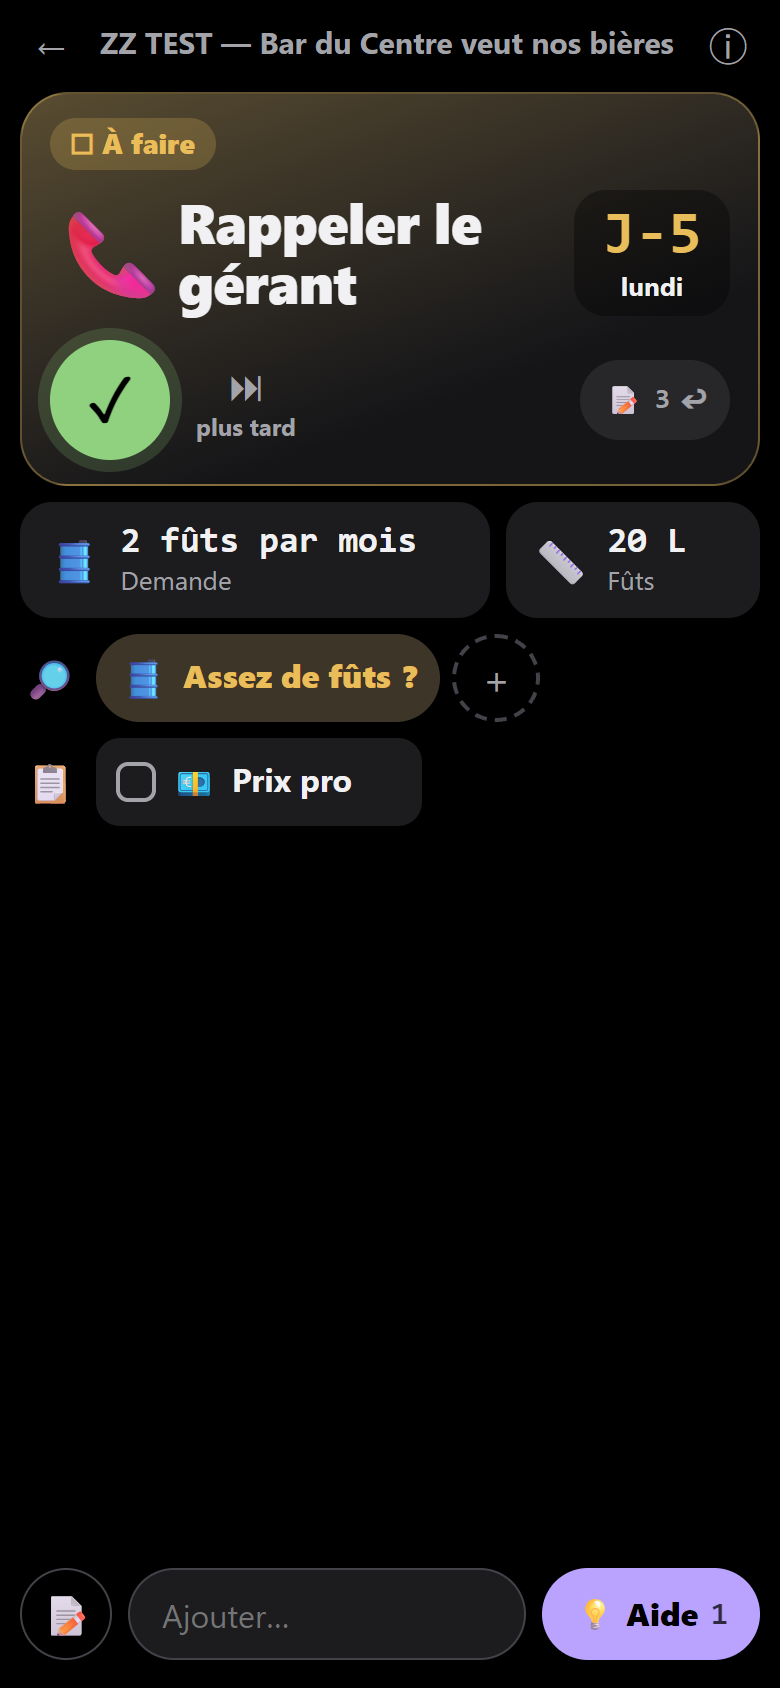 ← ZZ TEST — Bar du Centre veut nos bières ⓘ
☐ À faire
Rappeler le
gérant
J-5
lundi
✓
plus tard
3
2 fûts par mois
Demande
20 L
Fûts
Assez de fûts ?
+
Prix pro
Ajouter...
Aide 1